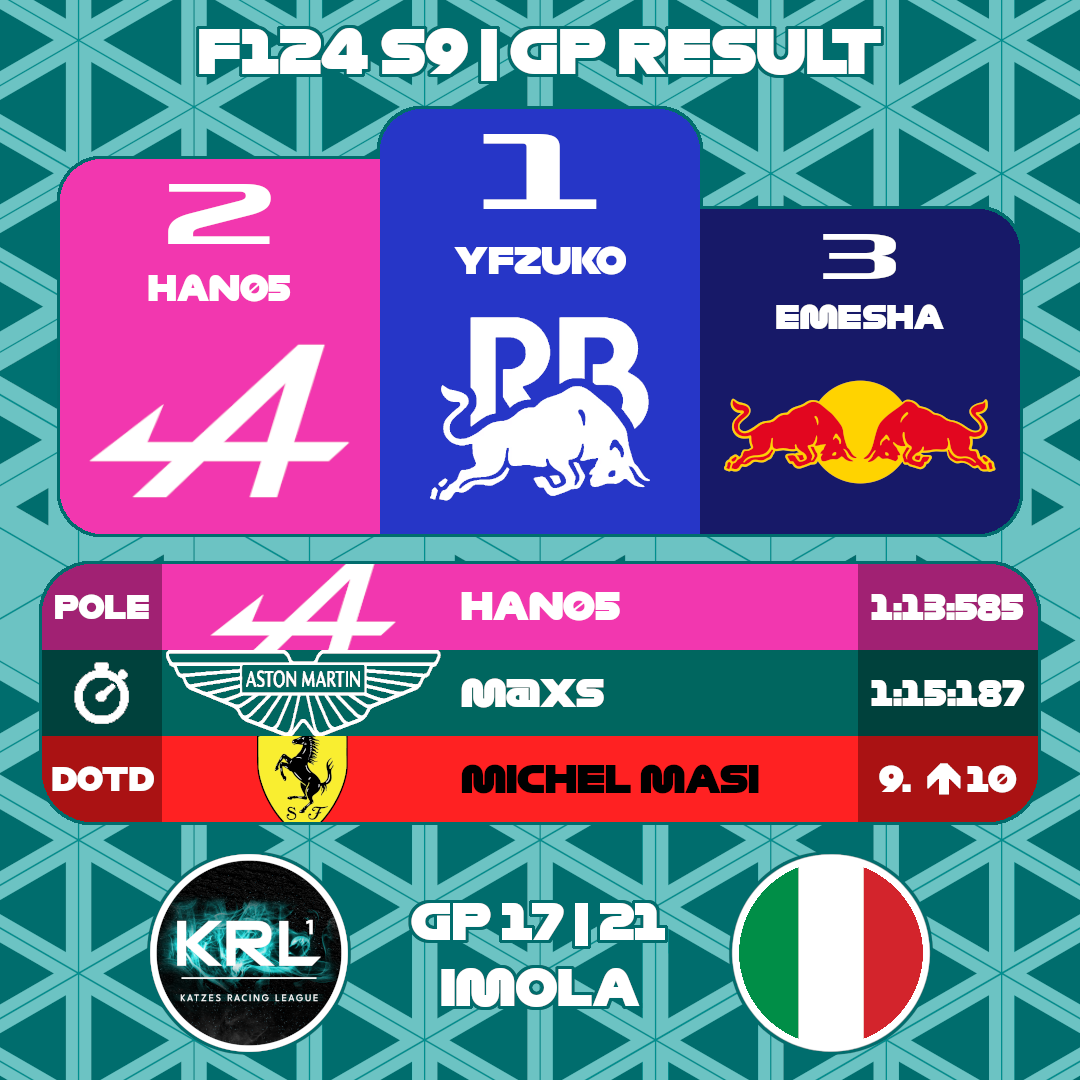 F124 S9 | GP RESULT
1
YFZUKO
RB
2
HAN05
3
EMESHA
POLE HAN05 1:13:585
ASTON MARTIN MAXS 1:15:187
DOTD S F MICHEL MASI 9. ↑10
KRL1
KATZES RACING LEAGUE
GP 17 | 21
IMOLA